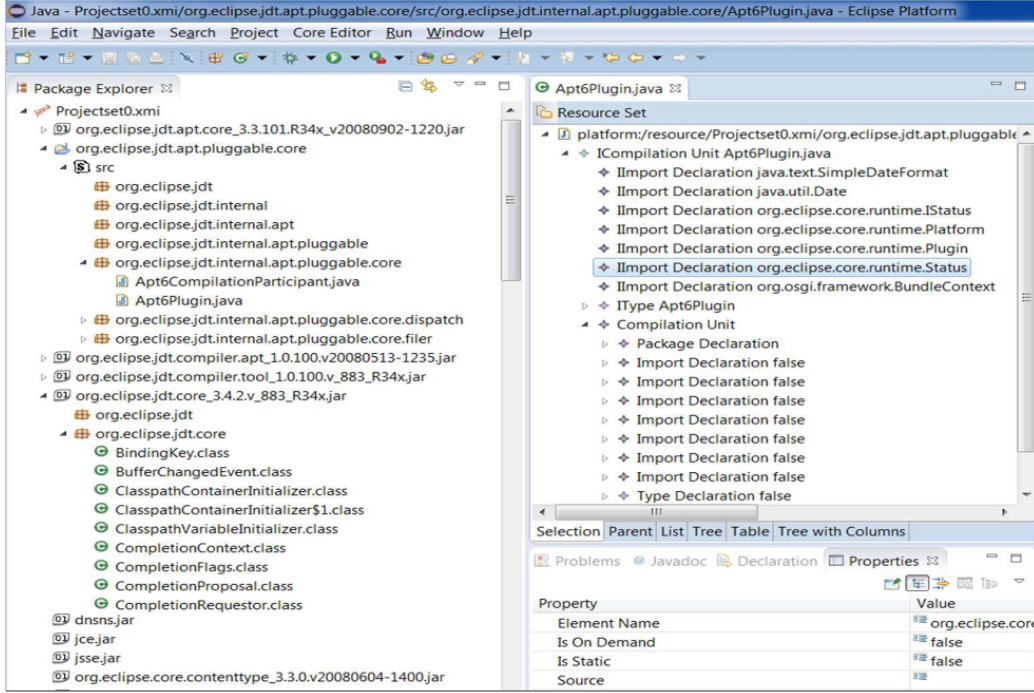 Java - Projectset0.xmi/org.eclipse.jdt.apt.pluggable.core/src/org.eclipse.jdt.internal.apt.pluggable.core/Apt6Plugin.java - Eclipse Platform
File Edit Navigate Search Project Core Editor Run Window Help
Package Explorer
Projectset0.xmi
org.eclipse.jdt.apt.core_3.3.101.R34x_v20080902-1220.jar
org.eclipse.jdt.apt.pluggable.core
src
org.eclipse.jdt
org.eclipse.jdt.internal
org.eclipse.jdt.internal.apt
org.eclipse.jdt.internal.apt.pluggable
org.eclipse.jdt.internal.apt.pluggable.core
Apt6CompilationParticipant.java
Apt6Plugin.java
org.eclipse.jdt.internal.apt.pluggable.core.dispatch
org.eclipse.jdt.internal.apt.pluggable.core.filer
org.eclipse.jdt.compiler.apt_1.0.100.v20080513-1235.jar
org.eclipse.jdt.compiler.tool_1.0.100.v_883_R34x.jar
org.eclipse.jdt.core_3.4.2.v_883_R34x.jar
org.eclipse.jdt
org.eclipse.jdt.core
BindingKey.class
BufferChangedEvent.class
ClasspathContainerInitializer.class
ClasspathContainerInitializer$1.class
ClasspathVariableInitializer.class
CompletionContext.class
CompletionFlags.class
CompletionProposal.class
CompletionRequestor.class
dnsns.jar
jce.jar
jsse.jar
org.eclipse.core.contenttype_3.3.0.v20080604-1400.jar
Apt6Plugin.java
Resource Set
platform:/resource/Projectset0.xmi/org.eclipse.jdt.apt.pluggable
ICompilation Unit Apt6Plugin.java
IImport Declaration java.text.SimpleDateFormat
IImport Declaration java.util.Date
IImport Declaration org.eclipse.core.runtime.IStatus
IImport Declaration org.eclipse.core.runtime.Platform
IImport Declaration org.eclipse.core.runtime.Plugin
IImport Declaration org.eclipse.core.runtime.Status
IImport Declaration org.osgi.framework.BundleContext
IType Apt6Plugin
Compilation Unit
Package Declaration
Import Declaration false
Import Declaration false
Import Declaration false
Import Declaration false
Import Declaration false
Import Declaration false
Import Declaration false
Type Declaration false
Selection Parent List Tree Table Tree with Columns
Problems Javadoc Declaration Properties
Property Value
Element Name org.eclipse.core
Is On Demand false
Is Static false
Source